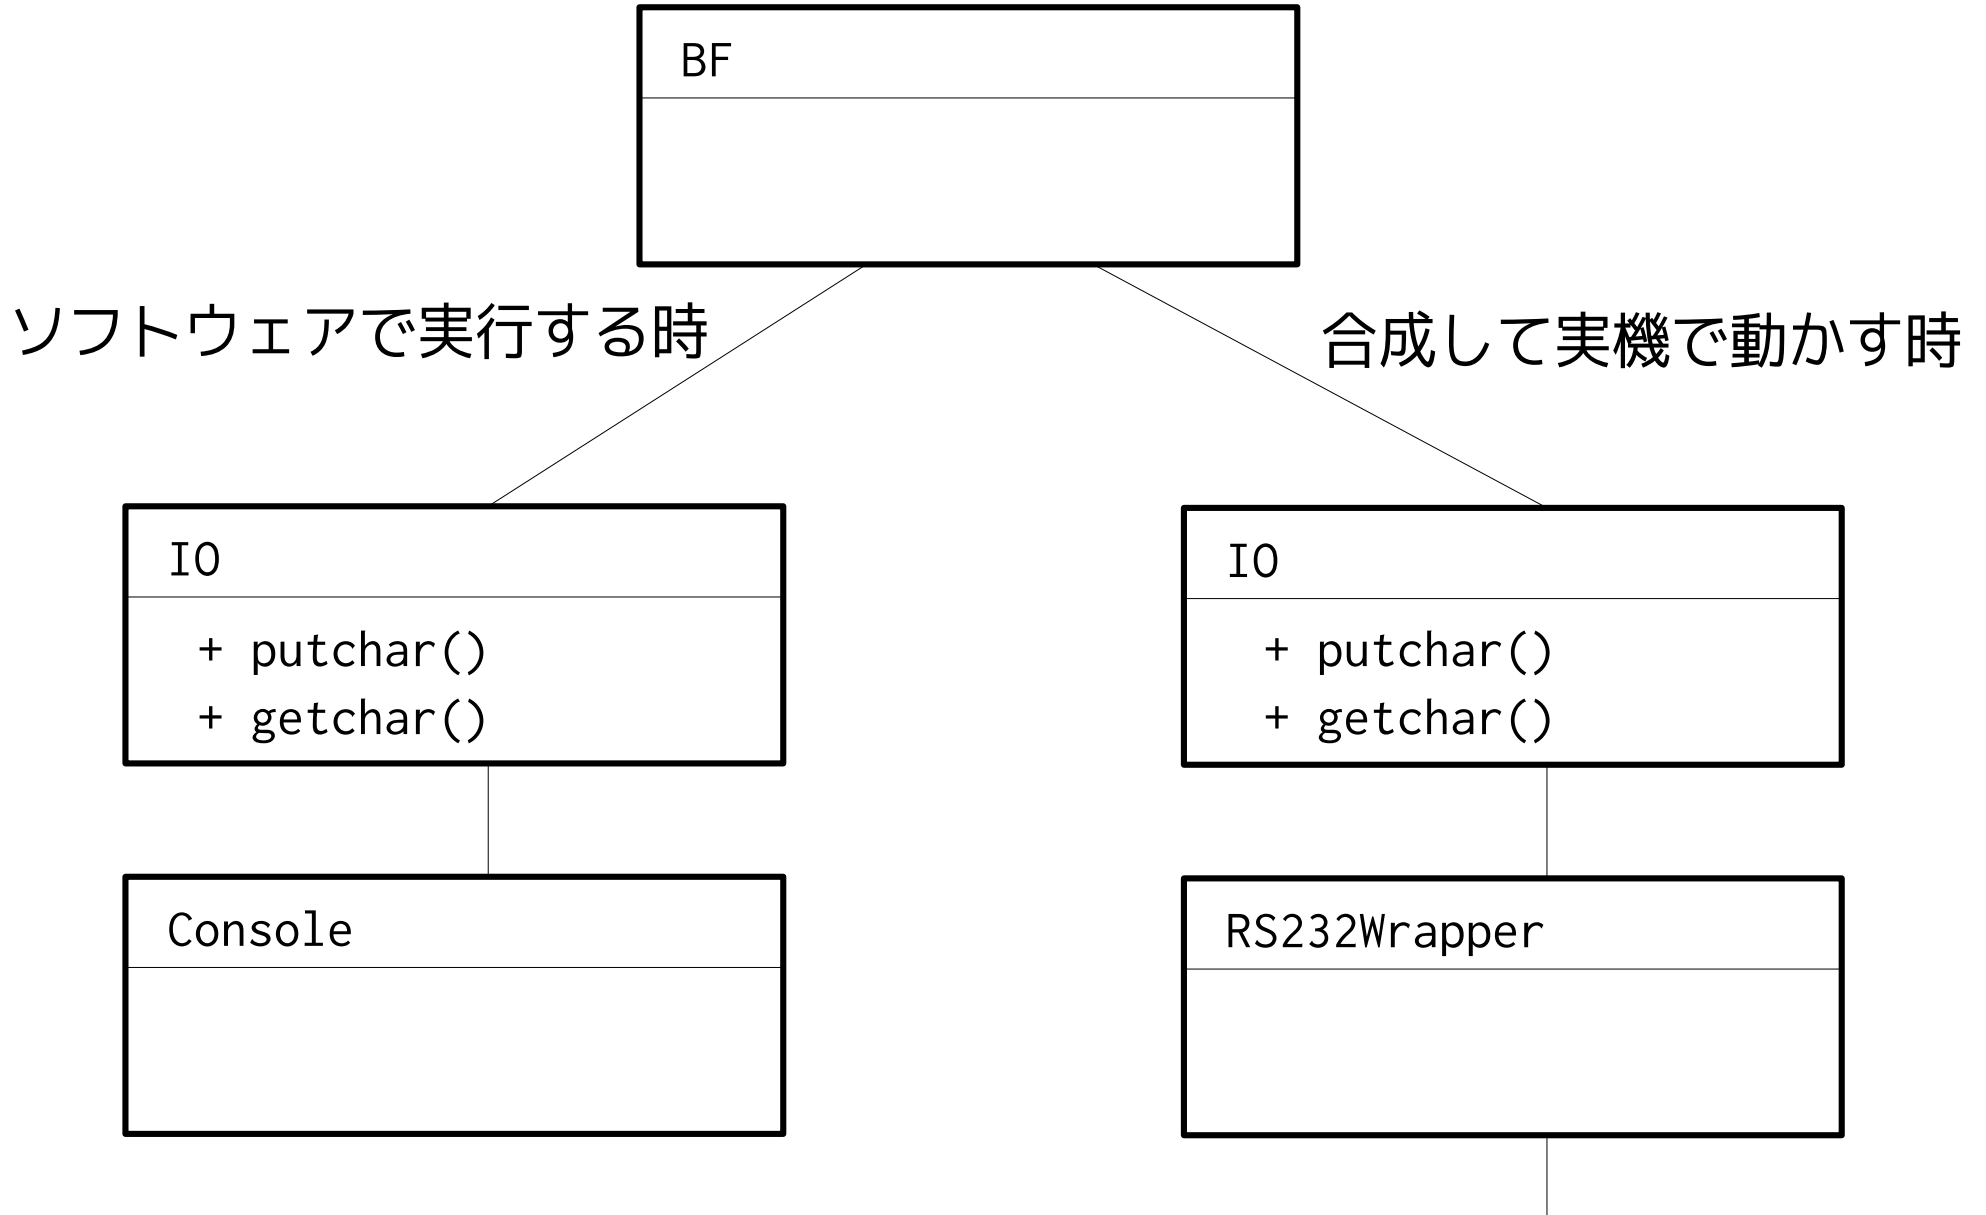 BF
ソフトウェアで実行する時
合成して実機で動かす時
IO
+ putchar()
+ getchar()
IO
+ putchar()
+ getchar()
Console
RS232Wrapper